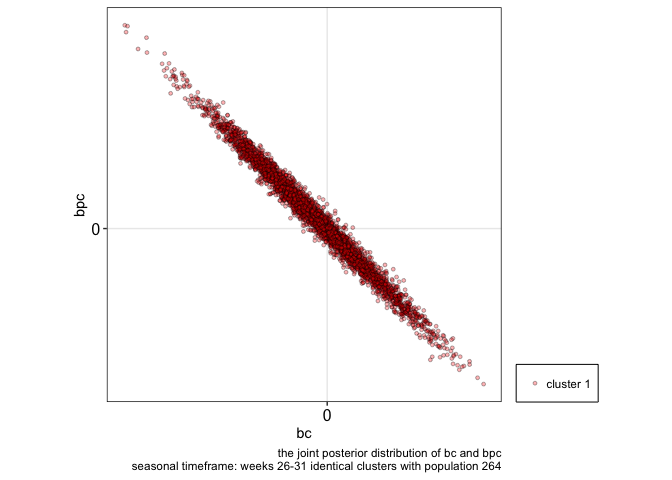 bpc
0
0
bc
cluster 1
the joint posterior distribution of bc and bpc
seasonal timeframe: weeks 26-31 identical clusters with population 264